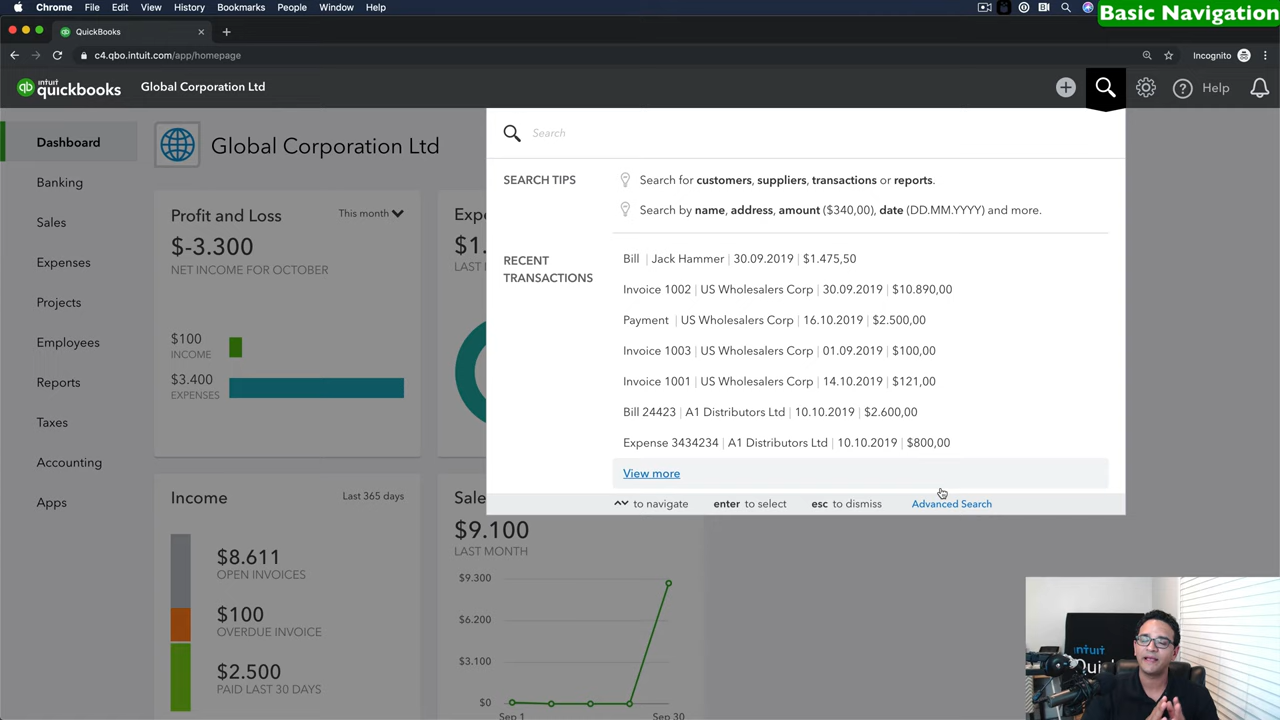 Chrome File Edit View History Bookmarks People Window Help
Basic Navigation
QuickBooks
c4.qbo.intuit.com/app/homepage
Incognito
intuit quickbooks
Global Corporation Ltd
Help
Dashboard
Banking
Sales
Expenses
Projects
Employees
Reports
Taxes
Accounting
Apps
Global Corporation Ltd
Profit and Loss
This month
$-3.300
NET INCOME FOR OCTOBER
$100
INCOME
$3.400
EXPENSES
Expe
$1.
LAST
Income
Last 365 days
$8.611
OPEN INVOICES
$100
OVERDUE INVOICE
$2.500
PAID LAST 30 DAYS
Sale
$9.100
LAST MONTH
$9.300
$6.200
$3.100
$0
Sep 1
Sep 30
Search
SEARCH TIPS
Search for customers, suppliers, transactions or reports.
Search by name, address, amount ($340,00), date (DD.MM.YYYY) and more.
RECENT
TRANSACTIONS
Bill | Jack Hammer | 30.09.2019 | $1.475,50
Invoice 1002 | US Wholesalers Corp | 30.09.2019 | $10.890,00
Payment | US Wholesalers Corp | 16.10.2019 | $2.500,00
Invoice 1003 | US Wholesalers Corp | 01.09.2019 | $100,00
Invoice 1001 | US Wholesalers Corp | 14.10.2019 | $121,00
Bill 24423 | A1 Distributors Ltd | 10.10.2019 | $2.600,00
Expense 3434234 | A1 Distributors Ltd | 10.10.2019 | $800,00
View more
to navigate enter to select esc to dismiss Advanced Search
intuit
Qu